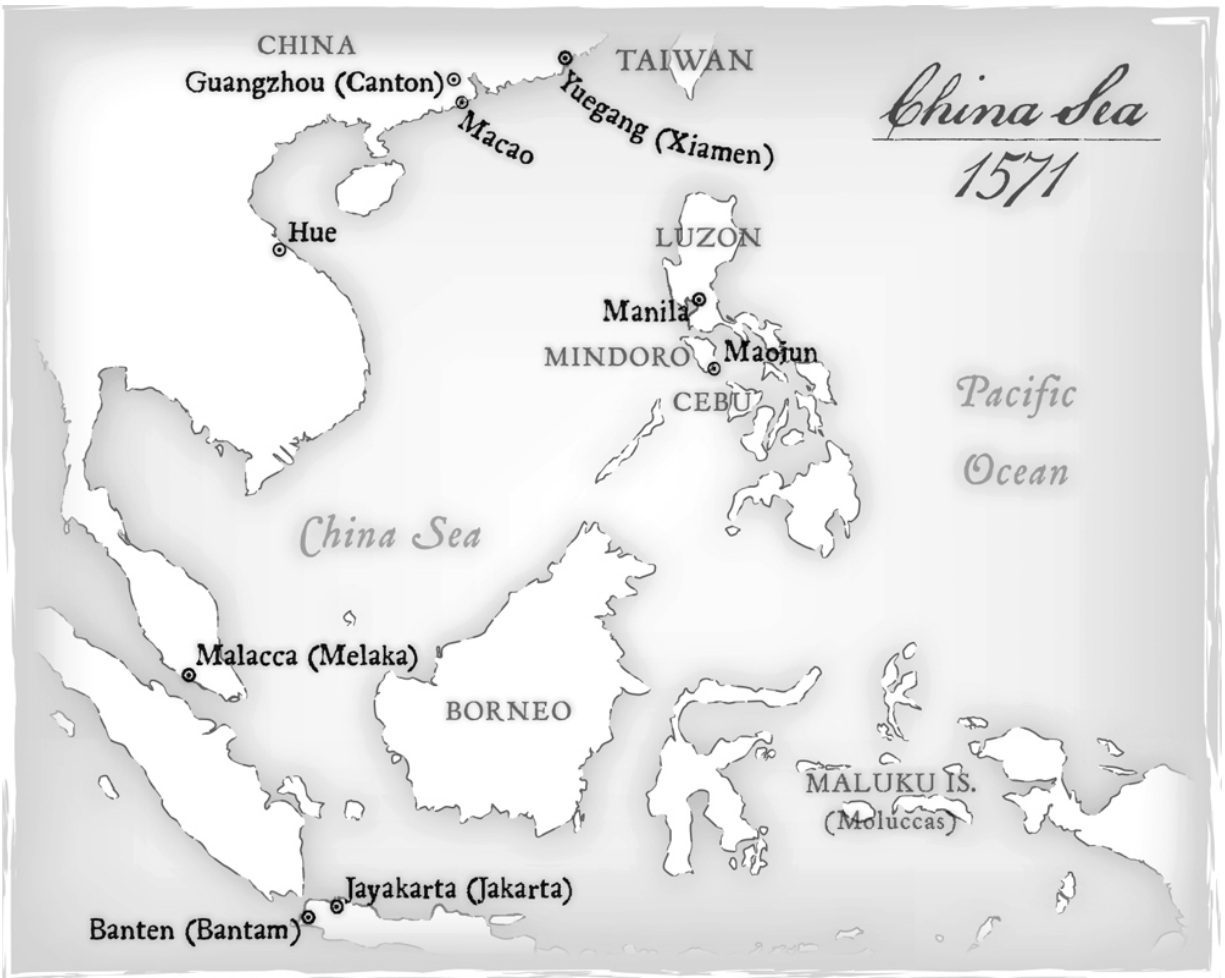 CHINA
TAIWAN
Guangzhou (Canton)
Macao
Yuegang (Xiamen)
China Sea
1571
Hue
LUZON
Manila
MINDORO
Maojun
CEBU
Pacific
Ocean
China Sea
Malacca (Melaka)
BORNEO
MALUKU IS.
(Moluccas)
Jayakarta (Jakarta)
Banten (Bantam)